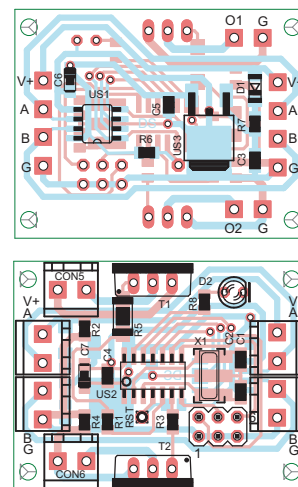 O1 G
V+ C6 D1 V+
US1 C5
A A
R7
B R6 US3 B
C3
G G
O2 G
CON5 T1 D2
V+ R8 V+
A R2 R5 A
C7 C4 X1 C2 C1
US2
R4 R1 RST R3
B 1 B
G G
CON6 T2